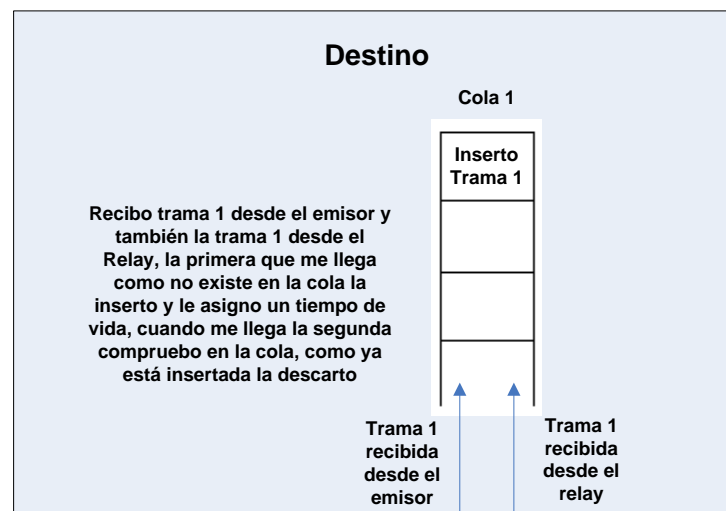 Destino
Cola 1
Inserto
Trama 1
Recibo trama 1 desde el emisor y
también la trama 1 desde el
Relay, la primera que me llega
como no existe en la cola la
inserto y le asigno un tiempo de
vida, cuando me llega la segunda
compruebo en la cola, como ya
está insertada la descarto
Trama 1
recibida
desde el
emisor
Trama 1
recibida
desde el
relay